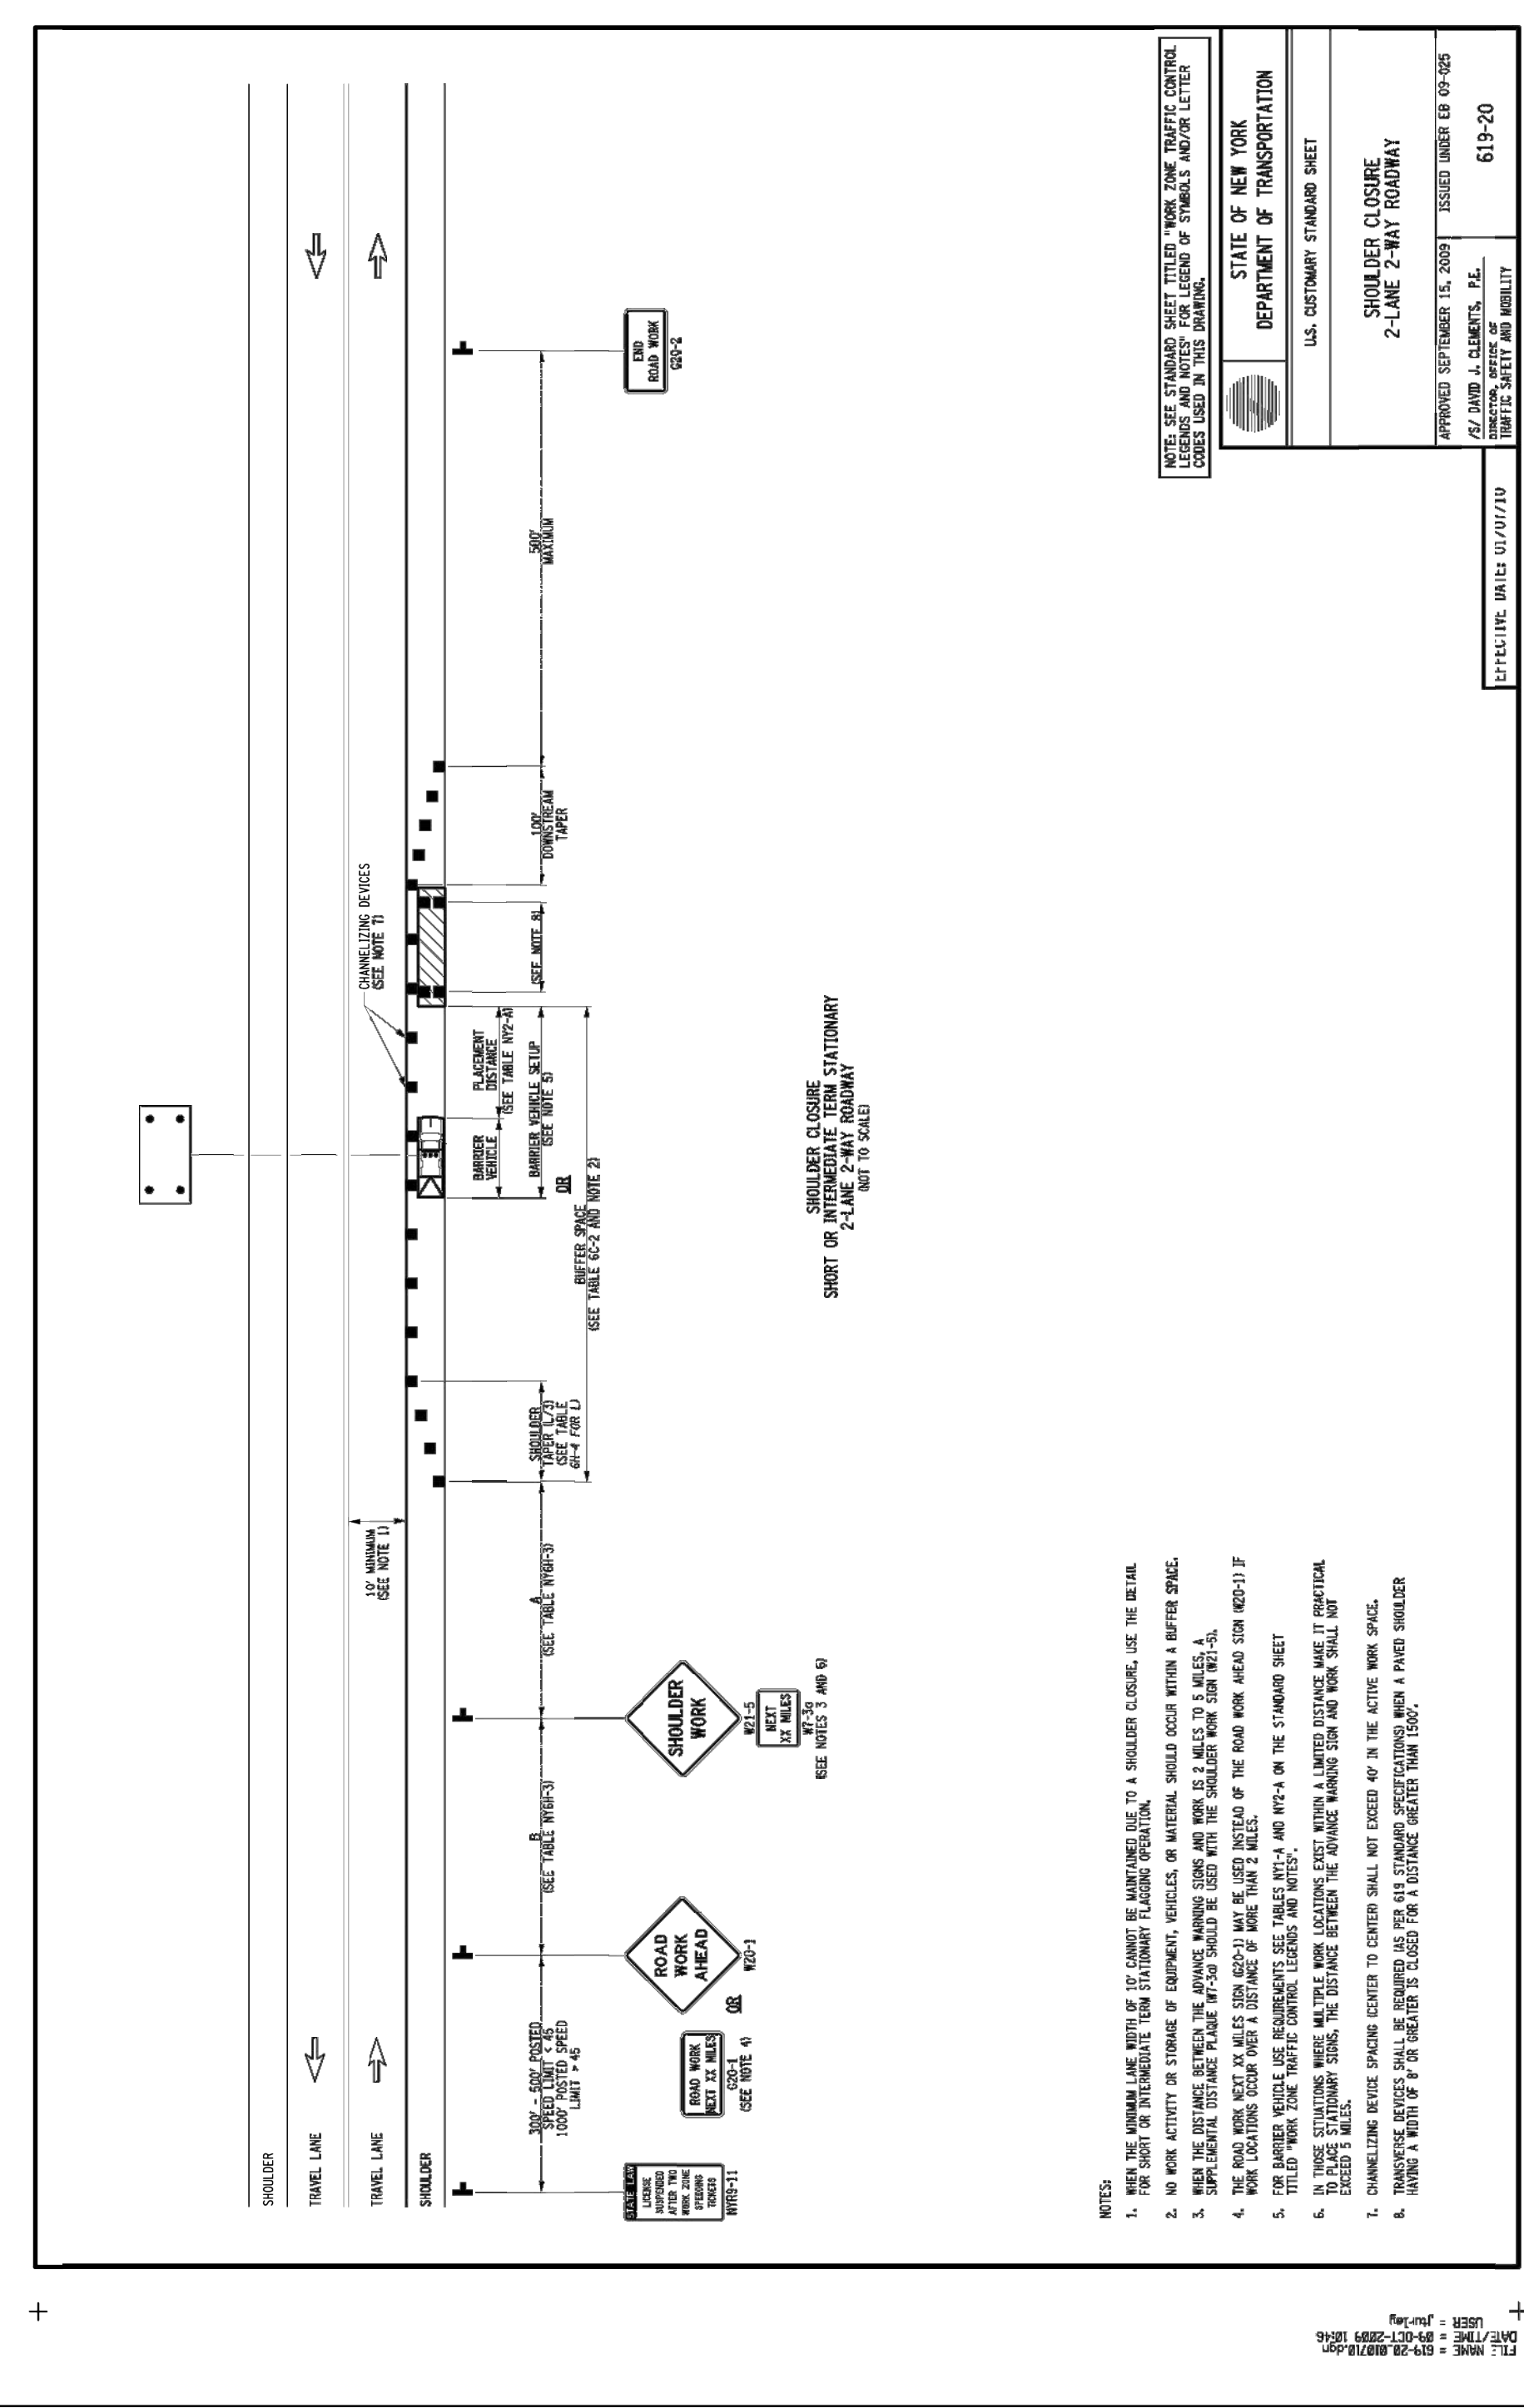 SHOULDER
TRAVEL LANE
TRAVEL LANE
SHOULDER
10' MINIMUM
(SEE NOTE 1)
CHANNELIZING DEVICES
(SEE NOTE 7)
300' - 500' POSTED
SPEED LIMIT < 45
1000' POSTED SPEED
LIMIT > 45
B
(SEE TABLE NY6H-3)
A
(SEE TABLE NY6H-3)
SHOULDER
TAPER (L/3)
(SEE TABLE
6H-4 FOR L)
BARRIER
VEHICLE
PLACEMENT
DISTANCE
(SEE TABLE NY2-A)
BARRIER VEHICLE SETUP
(SEE NOTE 5)
OR
BUFFER SPACE
(SEE TABLE 6C-2 AND NOTE 2)
(SEE NOTE 8)
100'
DOWNSTREAM
TAPER
500'
MAXIMUM
STATE LAW
LICENSE
SUSPENDED
AFTER TWO
WORK ZONE
SPEEDING
TICKETS
NYR9-11
ROAD WORK
NEXT XX MILES
G20-1
(SEE NOTE 4)
OR
ROAD
WORK
AHEAD
W20-1
SHOULDER
WORK
W21-5
NEXT
XX MILES
W7-3a
(SEE NOTES 3 AND 6)
END
ROAD WORK
G20-2
SHOULDER CLOSURE
SHORT OR INTERMEDIATE TERM STATIONARY
2-LANE 2-WAY ROADWAY
(NOT TO SCALE)
NOTES:
1. WHEN THE MINIMUM LANE WIDTH OF 10' CANNOT BE MAINTAINED DUE TO A SHOULDER CLOSURE, USE THE DETAIL
FOR SHORT OR INTERMEDIATE TERM STATIONARY FLAGGING OPERATION.
2. NO WORK ACTIVITY OR STORAGE OF EQUIPMENT, VEHICLES, OR MATERIAL SHOULD OCCUR WITHIN A BUFFER SPACE.
3. WHEN THE DISTANCE BETWEEN THE ADVANCE WARNING SIGNS AND WORK IS 2 MILES TO 5 MILES, A
SUPPLEMENTAL DISTANCE PLAQUE (W7-3a) SHOULD BE USED WITH THE SHOULDER WORK SIGN (W21-5).
4. THE ROAD WORK NEXT XX MILES SIGN (G20-1) MAY BE USED INSTEAD OF THE ROAD WORK AHEAD SIGN (W20-1) IF
WORK LOCATIONS OCCUR OVER A DISTANCE OF MORE THAN 2 MILES.
5. FOR BARRIER VEHICLE USE REQUIREMENTS SEE TABLES NY1-A AND NY2-A ON THE STANDARD SHEET
TITLED "WORK ZONE TRAFFIC CONTROL LEGENDS AND NOTES".
6. IN THOSE SITUATIONS WHERE MULTIPLE WORK LOCATIONS EXIST WITHIN A LIMITED DISTANCE MAKE IT PRACTICAL
TO PLACE STATIONARY SIGNS, THE DISTANCE BETWEEN THE ADVANCE WARNING SIGN AND WORK SHALL NOT
EXCEED 5 MILES.
7. CHANNELIZING DEVICE SPACING (CENTER TO CENTER) SHALL NOT EXCEED 40' IN THE ACTIVE WORK SPACE.
8. TRANSVERSE DEVICES SHALL BE REQUIRED (AS PER 619 STANDARD SPECIFICATIONS) WHEN A PAVED SHOULDER
HAVING A WIDTH OF 8' OR GREATER IS CLOSED FOR A DISTANCE GREATER THAN 1500'.
NOTE: SEE STANDARD SHEET TITLED "WORK ZONE TRAFFIC CONTROL
LEGENDS AND NOTES" FOR LEGEND OF SYMBOLS AND/OR LETTER
CODES USED IN THIS DRAWING.
STATE OF NEW YORK
DEPARTMENT OF TRANSPORTATION
U.S. CUSTOMARY STANDARD SHEET
SHOULDER CLOSURE
2-LANE 2-WAY ROADWAY
APPROVED SEPTEMBER 15, 2009
ISSUED UNDER EB 09-025
/S/ DAVID J. CLEMENTS, P.E.
DIRECTOR, OFFICE OF
TRAFFIC SAFETY AND MOBILITY
619-20
EFFECTIVE DATE: 01/07/10
FILE NAME = 619-20_010710.dgn
DATE/TIME = 09-OCT-2009 10:46
USER = jturley